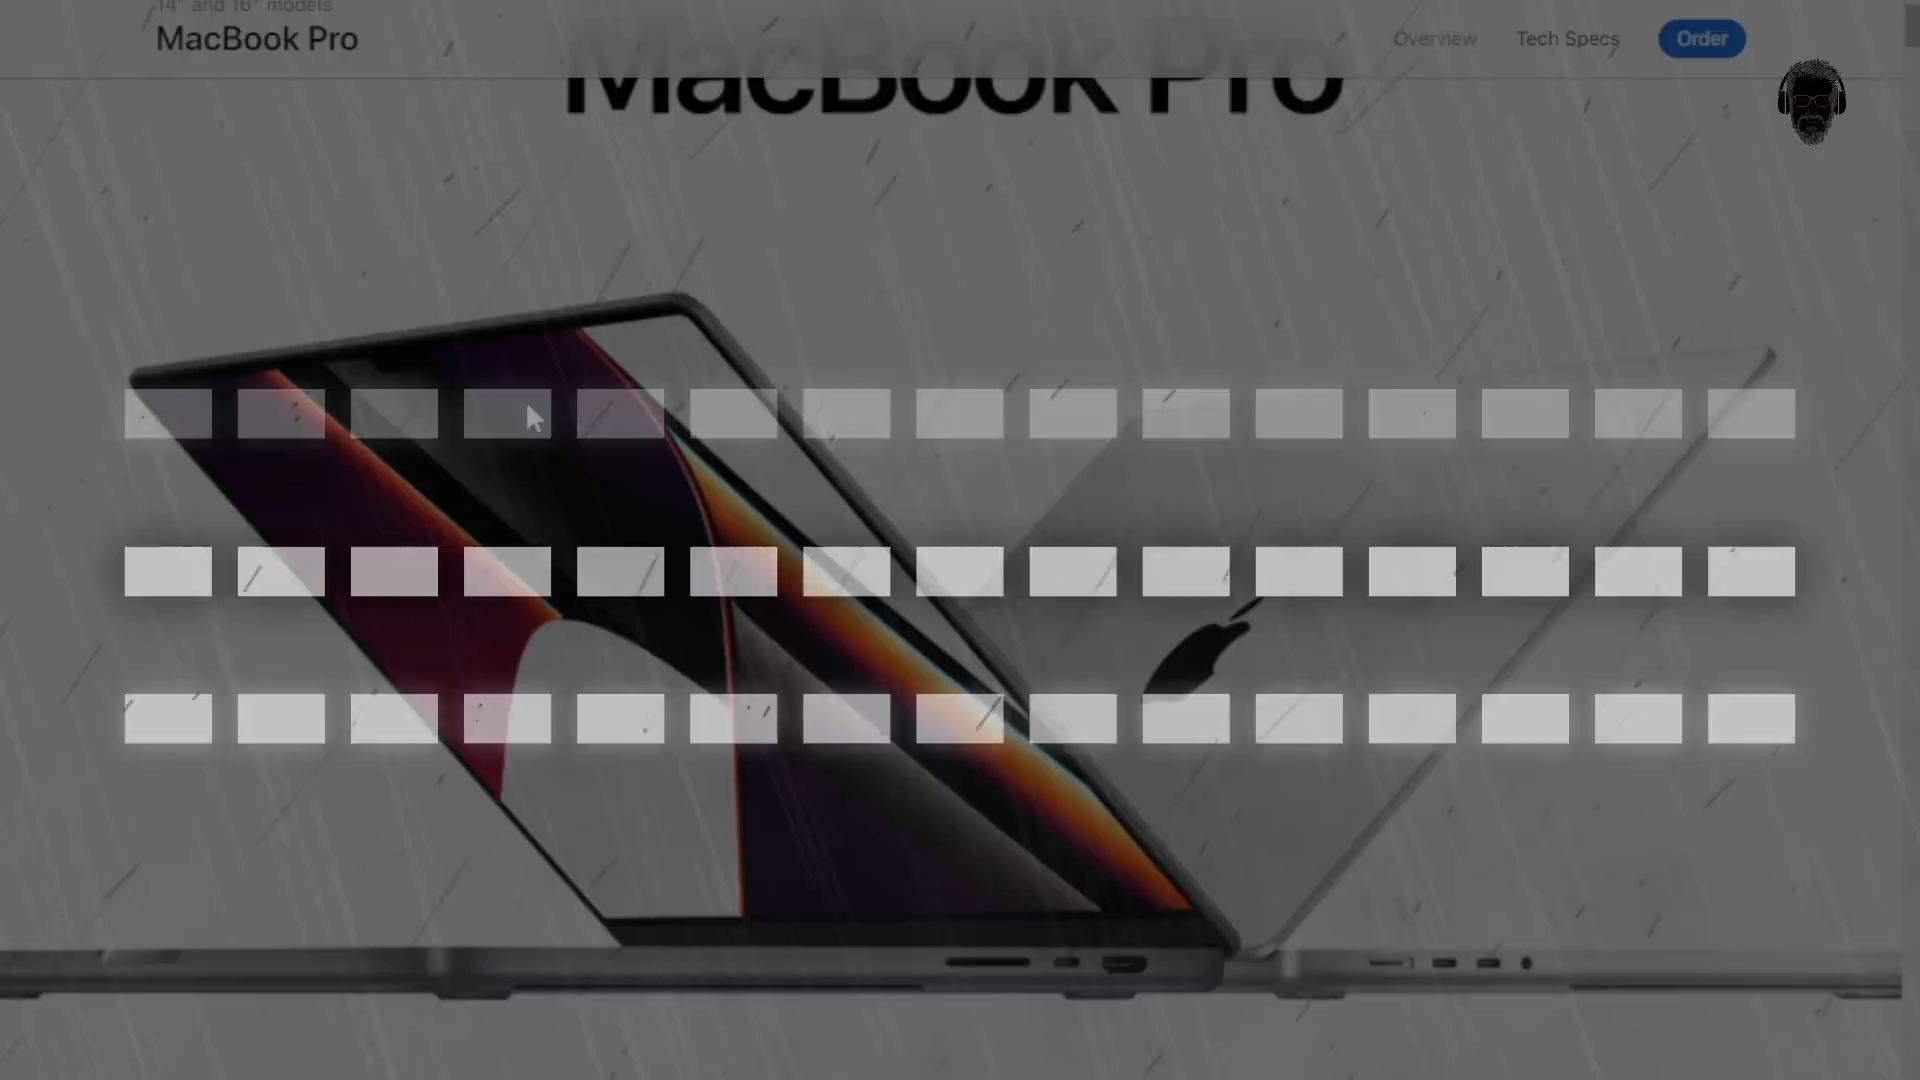 14" and 16" models
MacBook Pro
Overview
Tech Specs
Order
MacBook Pro